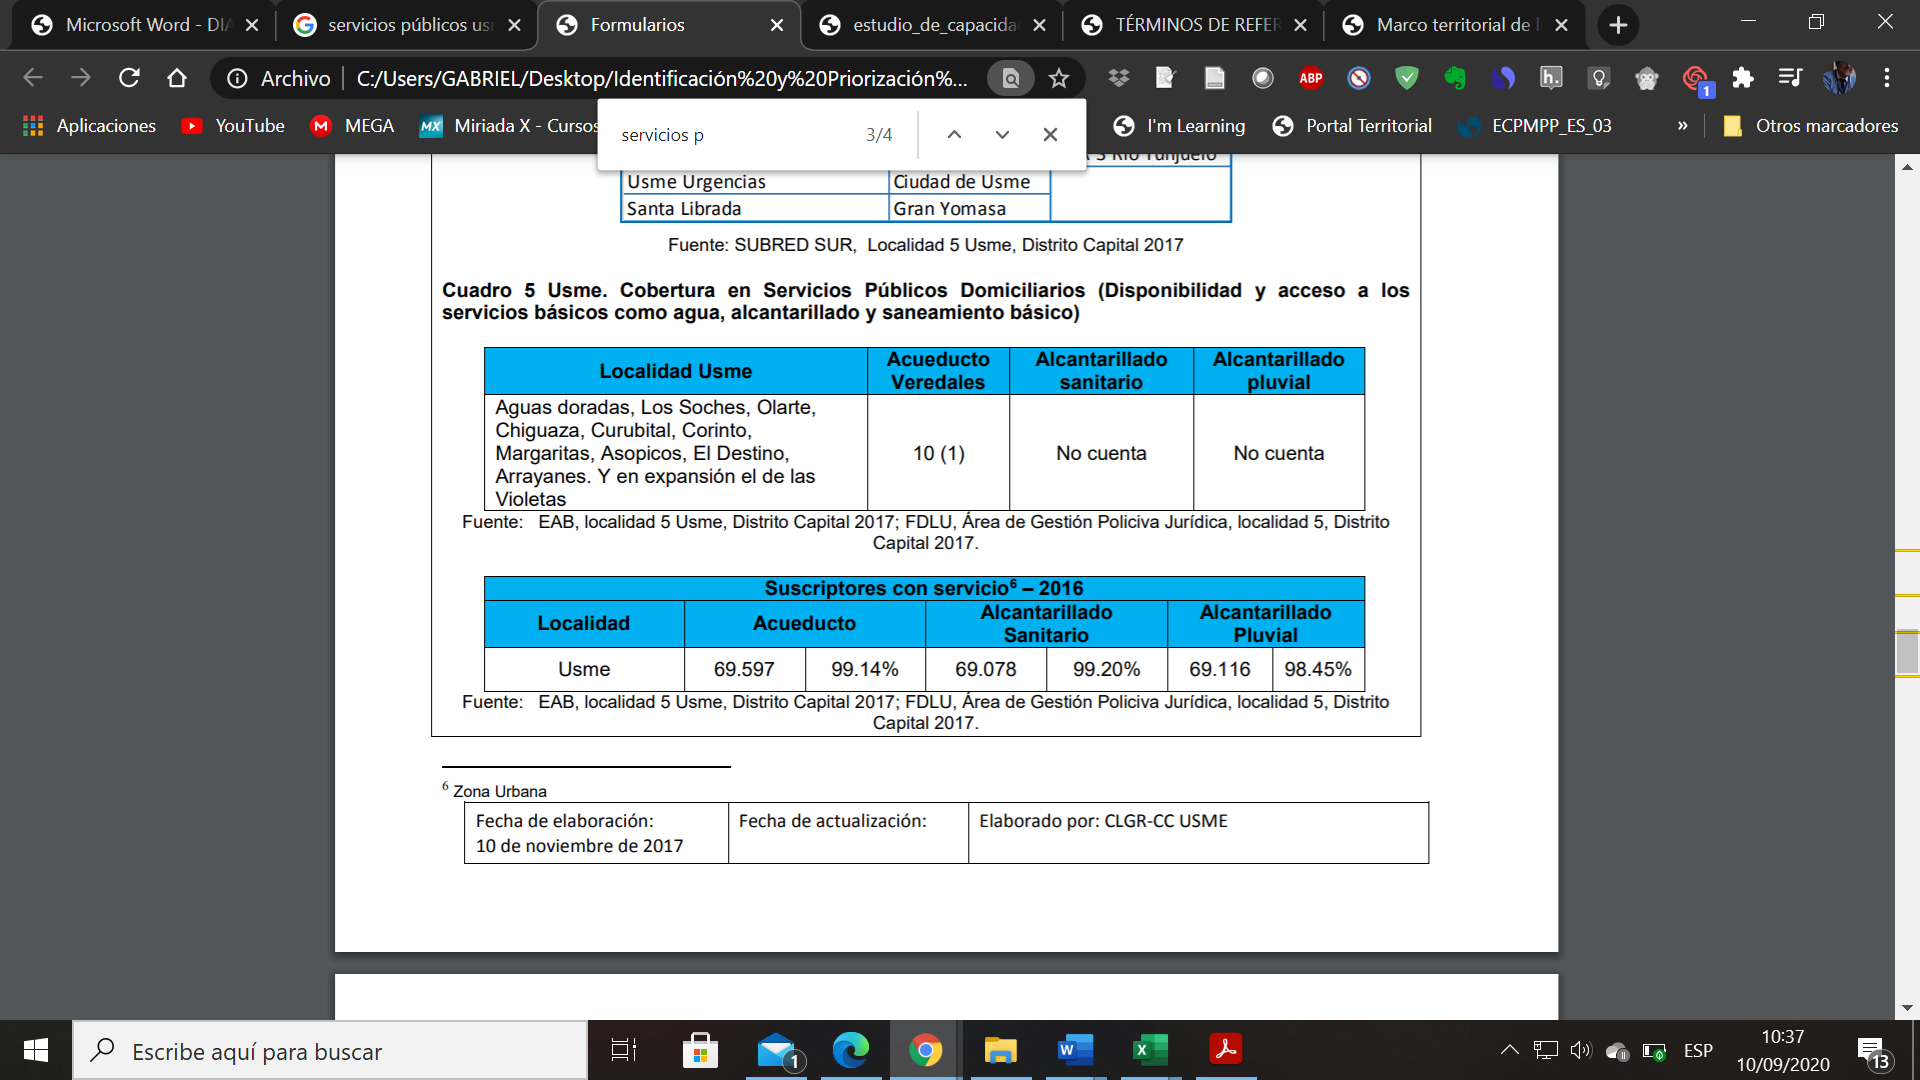 Microsoft Word - DIA
servicios públicos usm
Formularios
estudio_de_capacida
TÉRMINOS DE REFER
Marco territorial de l
Archivo
C:/Users/GABRIEL/Desktop/Identificación%20y%20Priorización%...
ABP
h.
1
Aplicaciones
YouTube
MEGA
MX
Miriada X - Cursos
I'm Learning
Portal Territorial
ECPMPP_ES_03
»
Otros marcadores
servicios p
3/4
Usme Urgencias
Ciudad de Usme
Santa Librada
Gran Yomasa
Fuente: SUBRED SUR, Localidad 5 Usme, Distrito Capital 2017
Cuadro 5 Usme. Cobertura en Servicios Públicos Domiciliarios (Disponibilidad y acceso a los
servicios básicos como agua, alcantarillado y saneamiento básico)
Localidad Usme
Acueducto
Veredales
Alcantarillado
sanitario
Alcantarillado
pluvial
Aguas doradas, Los Soches, Olarte,
Chiguaza, Curubital, Corinto,
Margaritas, Asopicos, El Destino,
Arrayanes. Y en expansión el de las
Violetas
10 (1)
No cuenta
No cuenta
Fuente: EAB, localidad 5 Usme, Distrito Capital 2017; FDLU, Área de Gestión Policiva Jurídica, localidad 5, Distrito
Capital 2017.
Suscriptores con servicio⁶ – 2016
Localidad
Acueducto
Alcantarillado
Sanitario
Alcantarillado
Pluvial
Usme
69.597
99.14%
69.078
99.20%
69.116
98.45%
Fuente: EAB, localidad 5 Usme, Distrito Capital 2017; FDLU, Área de Gestión Policiva Jurídica, localidad 5, Distrito
Capital 2017.
⁶ Zona Urbana
Fecha de elaboración:
10 de noviembre de 2017
Fecha de actualización:
Elaborado por: CLGR-CC USME
Escribe aquí para buscar
1
ESP
10:37
10/09/2020
13